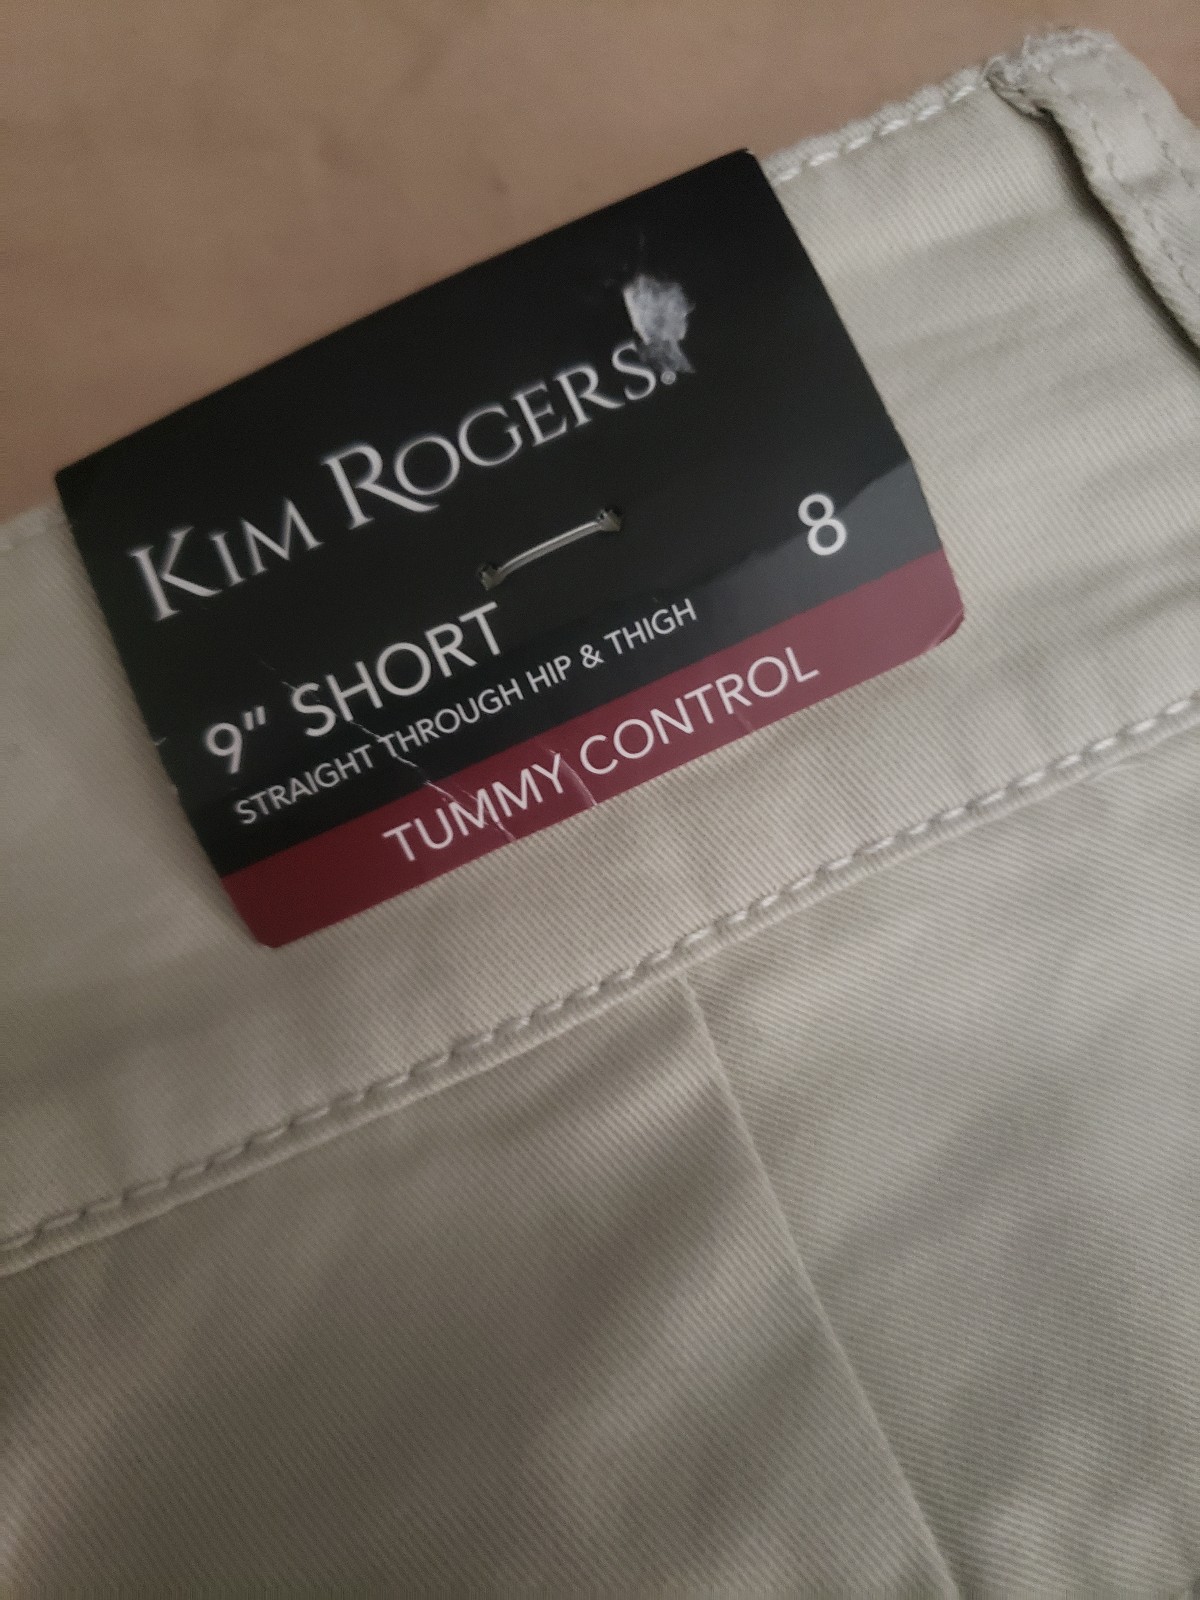 KIM ROGERS®
8
9" SHORT
STRAIGHT THROUGH HIP & THIGH
TUMMY CONTROL